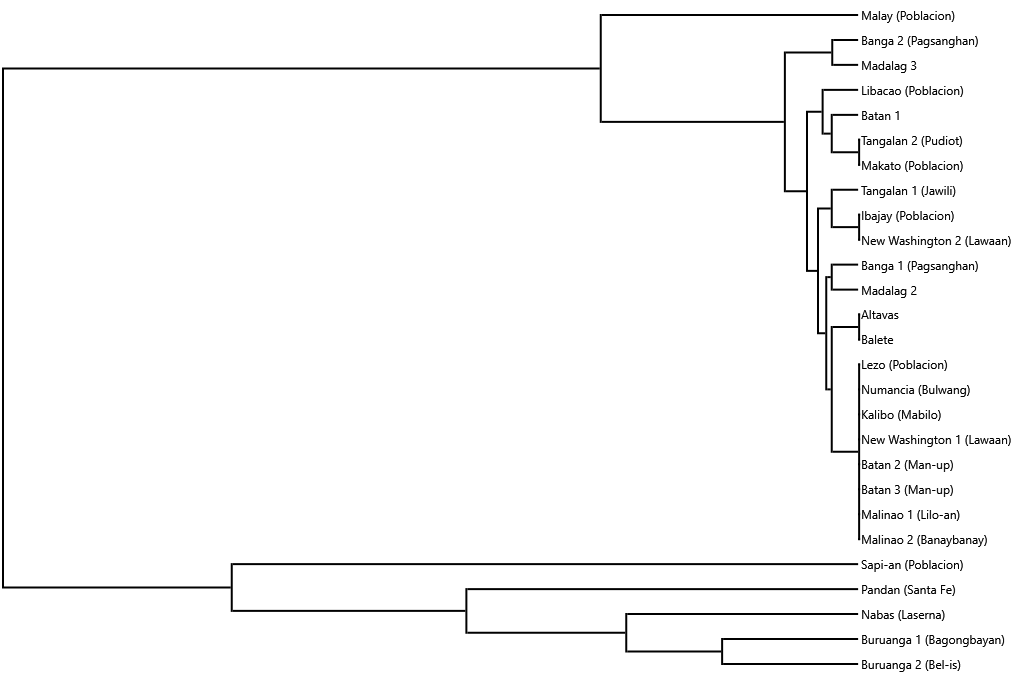 Malay (Poblacion)
Banga 2 (Pagsanghan)
Madalag 3
Libacao (Poblacion)
Batan 1
Tangalan 2 (Pudiot)
Makato (Poblacion)
Tangalan 1 (Jawili)
Ibajay (Poblacion)
New Washington 2 (Lawaan)
Banga 1 (Pagsanghan)
Madalag 2
Altavas
Balete
Lezo (Poblacion)
Numancia (Bulwang)
Kalibo (Mabilo)
New Washington 1 (Lawaan)
Batan 2 (Man-up)
Batan 3 (Man-up)
Malinao 1 (Lilo-an)
Malinao 2 (Banaybanay)
Sapi-an (Poblacion)
Pandan (Santa Fe)
Nabas (Laserna)
Buruanga 1 (Bagongbayan)
Buruanga 2 (Bel-is)